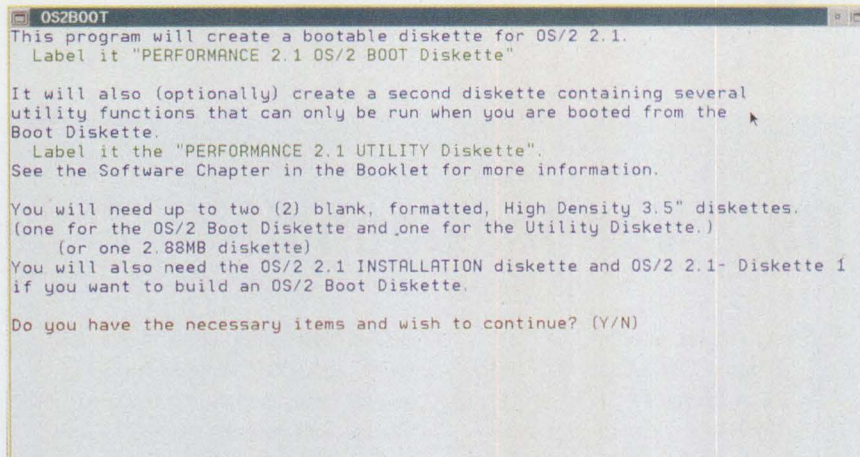 OS2BOOT
This program will create a bootable diskette for OS/2 2.1.
Label it "PERFORMANCE 2.1 OS/2 BOOT Diskette"
It will also (optionally) create a second diskette containing several
utility functions that can only be run when you are booted from the
Boot Diskette.
Label it the "PERFORMANCE 2.1 UTILITY Diskette".
See the Software Chapter in the Booklet for more information.
You will need up to two (2) blank, formatted, High Density 3.5" diskettes.
(one for the OS/2 Boot Diskette and one for the Utility Diskette.)
(or one 2.88MB diskette)
You will also need the OS/2 2.1 INSTALLATION diskette and OS/2 2.1- Diskette 1
if you want to build an OS/2 Boot Diskette.
Do you have the necessary items and wish to continue? (Y/N)